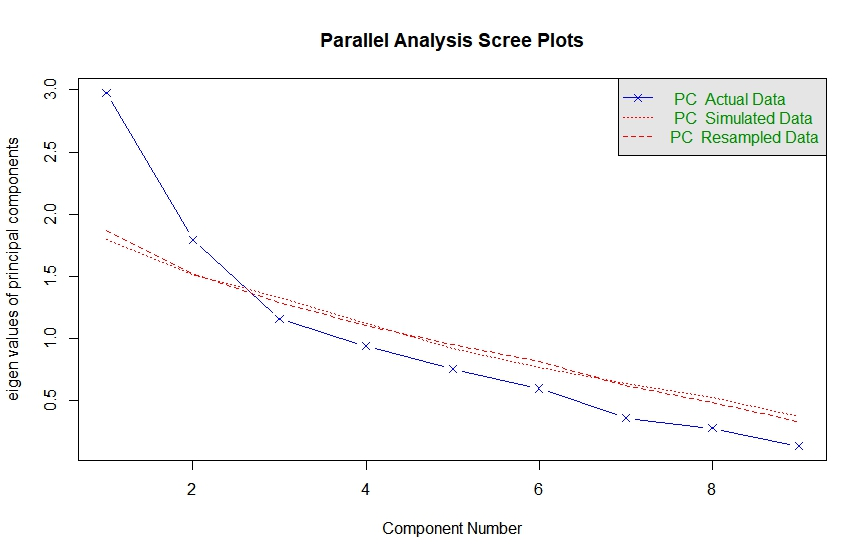 Parallel Analysis Scree Plots
PC Actual Data
PC Simulated Data
PC Resampled Data
eigen values of principal components
3.0
2.5
2.0
1.5
1.0
0.5
2 4 6 8
Component Number